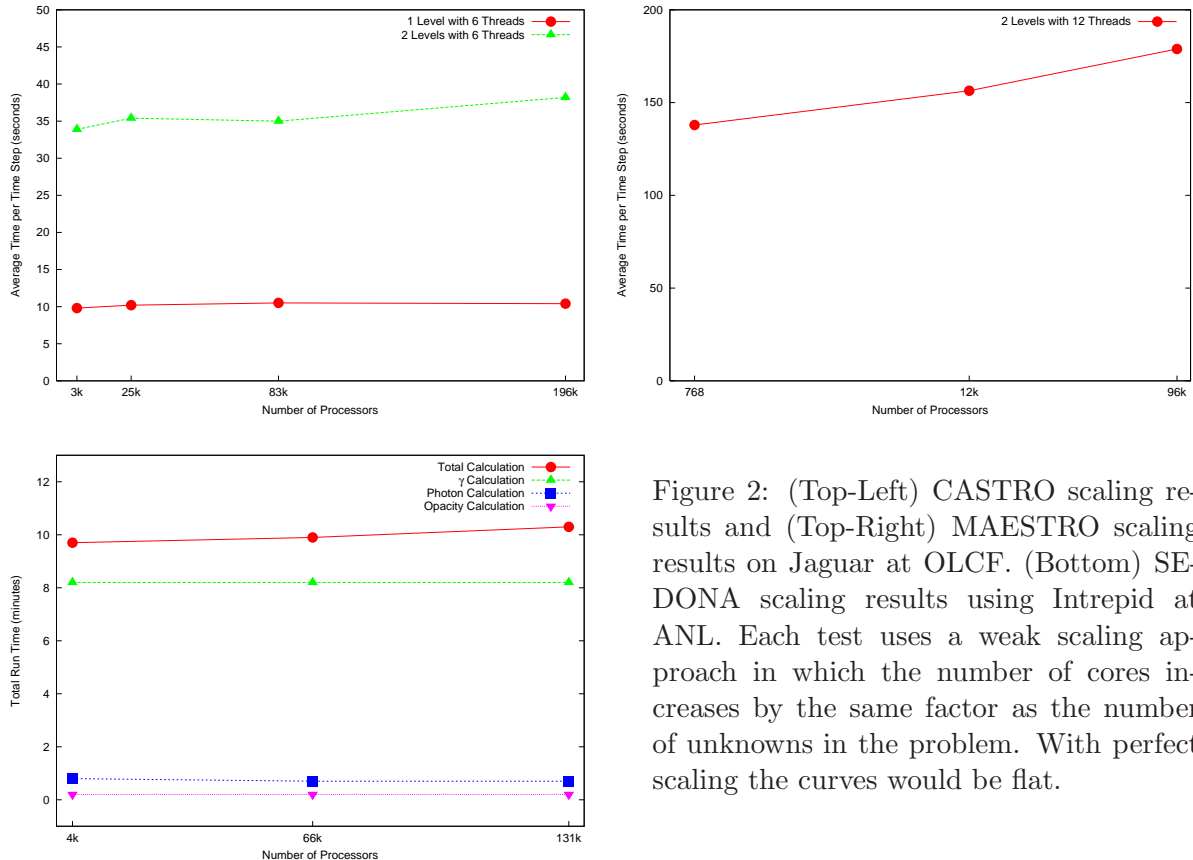 50
45
40
35
30
25
20
15
10
5
0
Average Time per Time Step (seconds)
1 Level with 6 Threads
2 Levels with 6 Threads
3k 25k 83k 196k
Number of Processors
200
150
100
50
0
Average Time per Time Step (seconds)
2 Levels with 12 Threads
768 12k 96k
Number of Processors
12
10
8
6
4
2
0
Total Run Time (minutes)
Total Calculation
γ Calculation
Photon Calculation
Opacity Calculation
4k 66k 131k
Number of Processors
Figure 2: (Top-Left) CASTRO scaling re-
sults and (Top-Right) MAESTRO scaling
results on Jaguar at OLCF. (Bottom) SE-
DONA scaling results using Intrepid at
ANL. Each test uses a weak scaling ap-
proach in which the number of cores in-
creases by the same factor as the number
of unknowns in the problem. With perfect
scaling the curves would be flat.